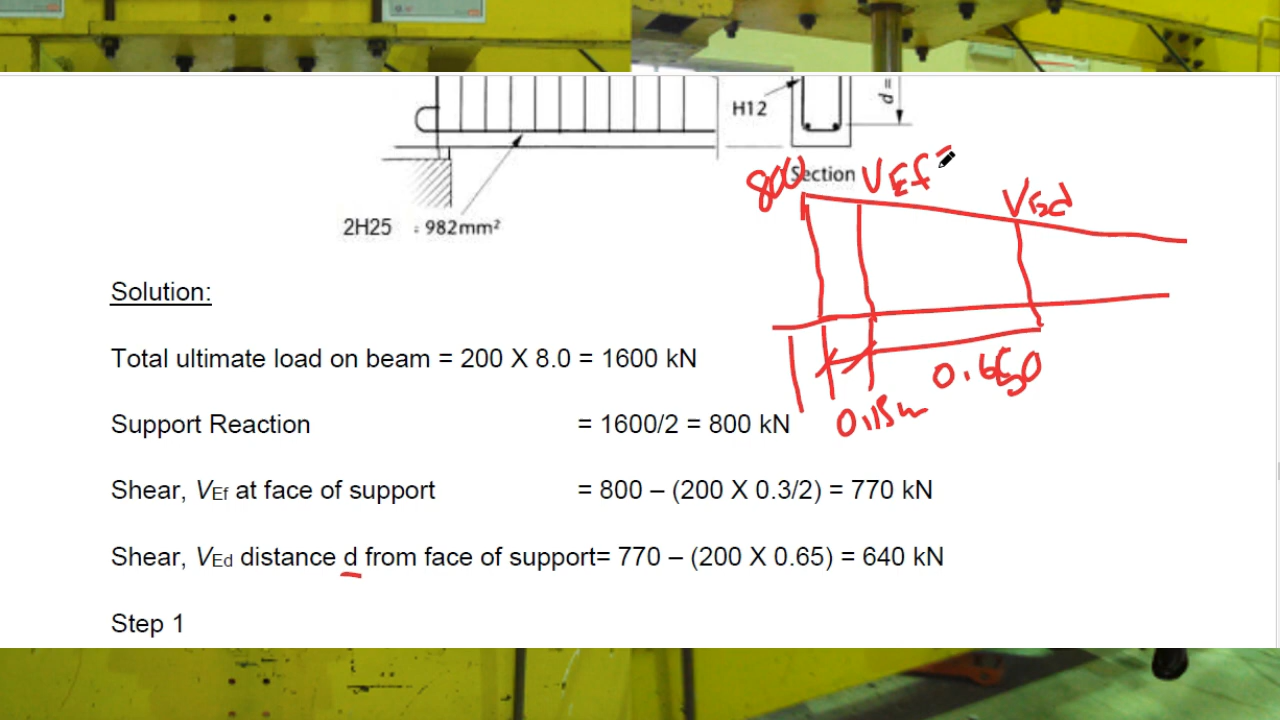 H12
d =
Section
800
VEf =
VEd
2H25 = 982mm²
0.650
0.15m
Solution:
Total ultimate load on beam = 200 X 8.0 = 1600 kN
Support Reaction = 1600/2 = 800 kN
Shear, VEf at face of support = 800 – (200 X 0.3/2) = 770 kN
Shear, VEd distance d from face of support= 770 – (200 X 0.65) = 640 kN
Step 1